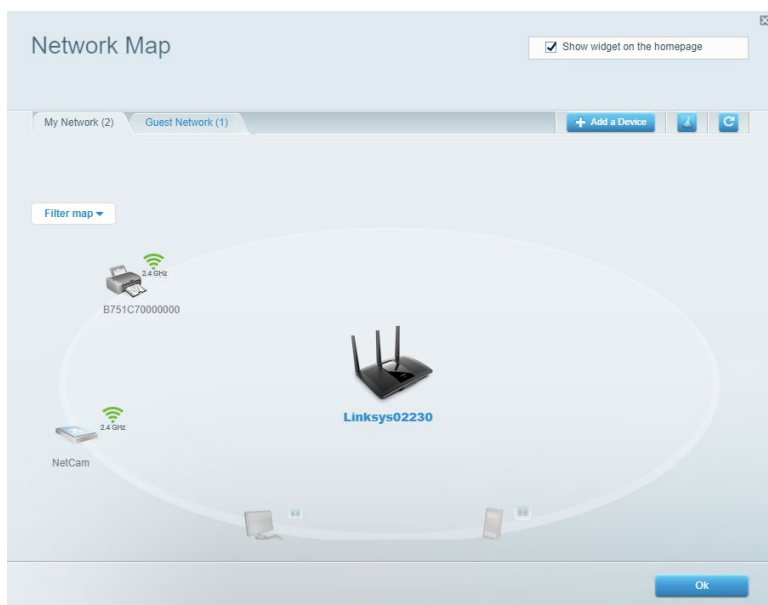 Network Map
Show widget on the homepage
My Network (2)
Guest Network (1)
+ Add a Device
Filter map
2.4 GHz
B751C70000000
Linksys02230
2.4 GHz
NetCam
Ok